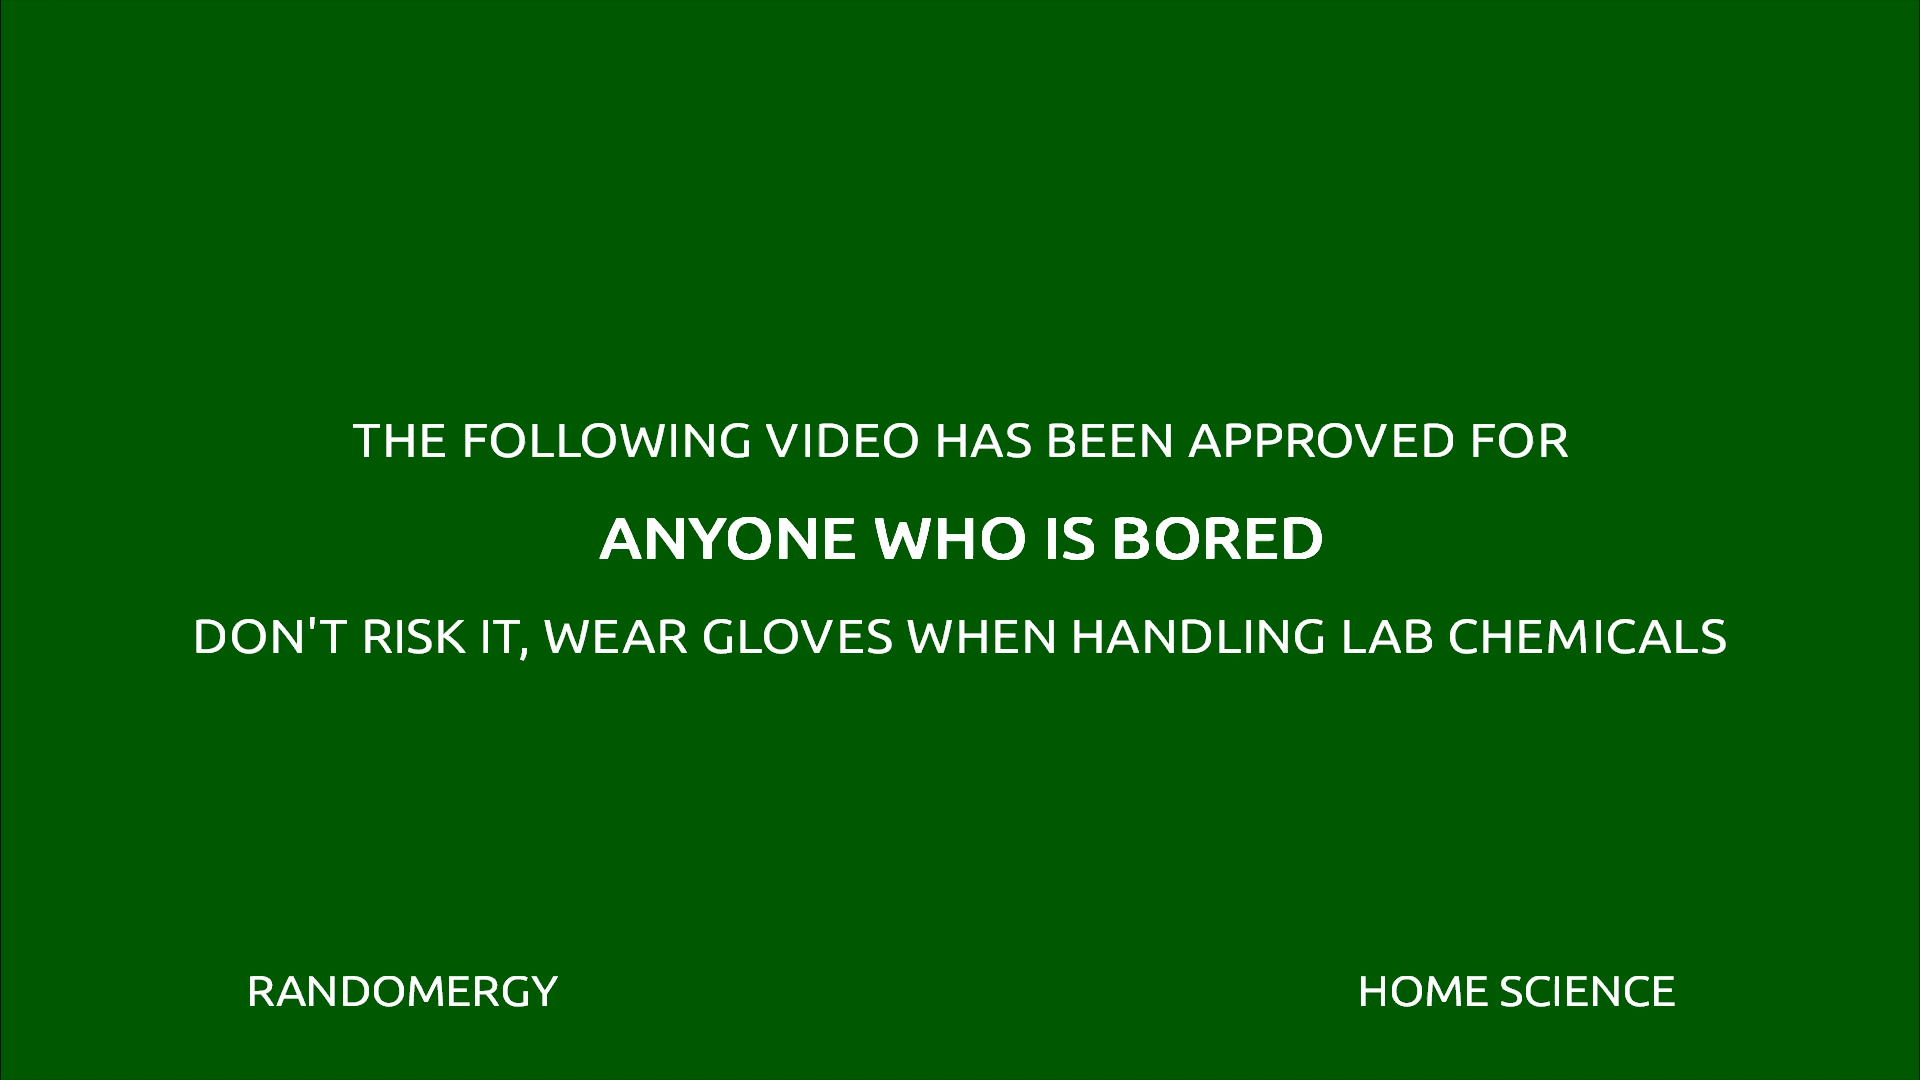 THE FOLLOWING VIDEO HAS BEEN APPROVED FOR
ANYONE WHO IS BORED
DON'T RISK IT, WEAR GLOVES WHEN HANDLING LAB CHEMICALS
RANDOMERGY
HOME SCIENCE